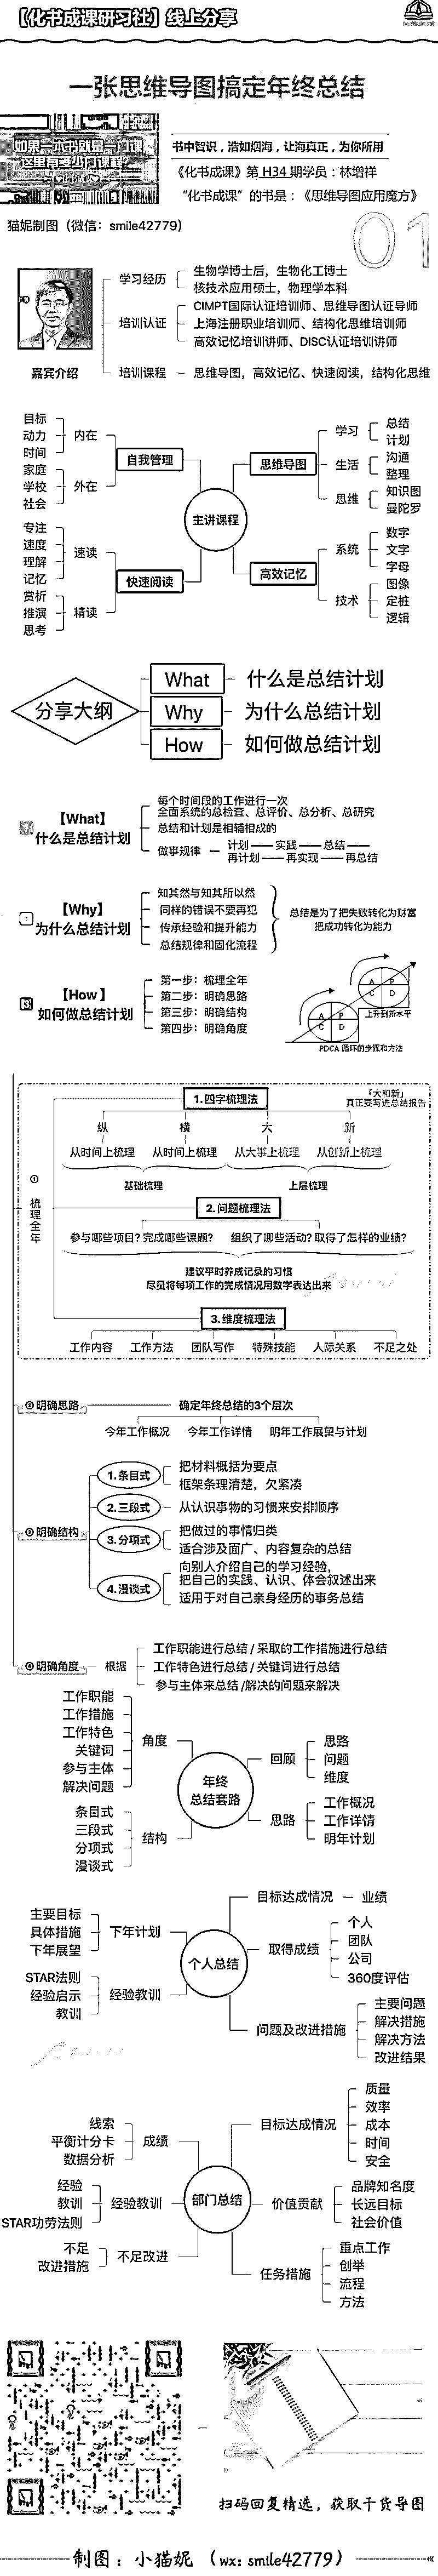 【化书成课研习社】线上分享
一张思维导图搞定年终总结
如果一本书就是一门课
这里有多少门课程?
书中智识，浩如烟海，让海真正，为你所用
《化书成课》第 H34 期学员：林增祥
“化书成课”的书是：《思维导图应用魔方》
猫妮制图（微信：smile42779）
01
嘉宾介绍
学习经历
生物学博士后，生物化工博士
核技术应用硕士，物理学本科
培训认证
CIMPT国际认证培训师、思维导图认证导师
上海注册职业培训师、结构化思维培训师
高效记忆培训讲师、DISC认证培训讲师
培训课程
思维导图，高效记忆、快速阅读，结构化思维
主讲课程
自我管理
内在
目标
动力
时间
外在
家庭
学校
社会
快速阅读
速读
专注
速度
理解
记忆
精读
赏析
推演
思考
思维导图
学习
总结
计划
生活
沟通
整理
思维
知识图
曼陀罗
高效记忆
系统
数字
文字
字母
技术
图像
定桩
逻辑
分享大纲
What
什么是总结计划
Why
为什么总结计划
How
如何做总结计划
【What】
什么是总结计划
每个时间段的工作进行一次
全面系统的总检查、总评价、总分析、总研究
总结和计划是相辅相成的
做事规律
计划 —— 实践 —— 总结 ——
再计划 —— 再实现 —— 再总结
【Why】
为什么总结计划
知其然与知其所以然
同样的错误不要再犯
传承经验和提升能力
总结规律和固化流程
总结是为了把失败转化为财富
把成功转化为能力
【How】
如何做总结计划
第一步：梳理全年
第二步：明确思路
第三步：明确结构
第四步：明确角度
A P
C D
A P
C D
上升到新水平
PDCA 循环的步骤和方法
① 梳理全年
1.四字梳理法
「大和新」
真正要写进总结报告
纵
横
大
新
从时间上梳理
从时间上梳理
从大事上梳理
从创新上梳理
基础梳理
上层梳理
2.问题梳理法
参与哪些项目? 完成哪些课题?
组织了哪些活动? 取得了怎样的业绩?
建议平时养成记录的习惯
尽量将每项工作的完成情况用数字表达出来
3.维度梳理法
工作内容
工作方法
团队写作
特殊技能
人际关系
不足之处
②明确思路
确定年终总结的3个层次
今年工作概况
今年工作详情
明年工作展望与计划
③明确结构
1.条目式
把材料概括为要点
框架条理清楚，欠紧凑
2.三段式
从认识事物的习惯来安排顺序
3.分项式
把做过的事情归类
适合涉及面广、内容复杂的总结
4.漫谈式
向别人介绍自己的学习经验，
把自己的实践、认识、体会叙述出来
适用于对自己亲身经历的事务总结
④明确角度
根据
工作职能进行总结 / 采取的工作措施进行总结
工作特色进行总结 / 关键词进行总结
参与主体来总结 /解决的问题来解决
年终
总结套路
角度
工作职能
工作措施
工作特色
关键词
参与主体
解决问题
结构
条目式
三段式
分项式
漫谈式
回顾
思路
问题
维度
思路
工作概况
工作详情
明年计划
个人总结
下年计划
主要目标
具体措施
下年展望
经验教训
STAR法则
经验启示
教训
目标达成情况
业绩
取得成绩
个人
团队
公司
360度评估
问题及改进措施
主要问题
解决措施
解决方法
改进结果
部门总结
成绩
线索
平衡计分卡
数据分析
经验教训
经验
教训
STAR功劳法则
不足改进
不足
改进措施
目标达成情况
质量
效率
成本
时间
安全
价值贡献
品牌知名度
长远目标
社会价值
任务措施
重点工作
创举
流程
方法
扫码回复精选，获取干货导图
制图：小猫妮（wx: smile42779）